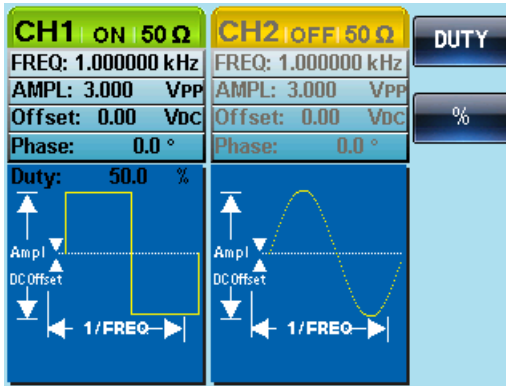 CH1 ON 50 Ω
FREQ: 1.000000 kHz
AMPL: 3.000 VPP
Offset: 0.00 VDC
Phase: 0.0 °
Duty: 50.0 %
Ampl
DC Offset
1/FREQ
CH2 OFF 50 Ω
FREQ: 1.000000 kHz
AMPL: 3.000 VPP
Offset: 0.00 VDC
Phase: 0.0 °
Ampl
DC Offset
1/FREQ
DUTY
%